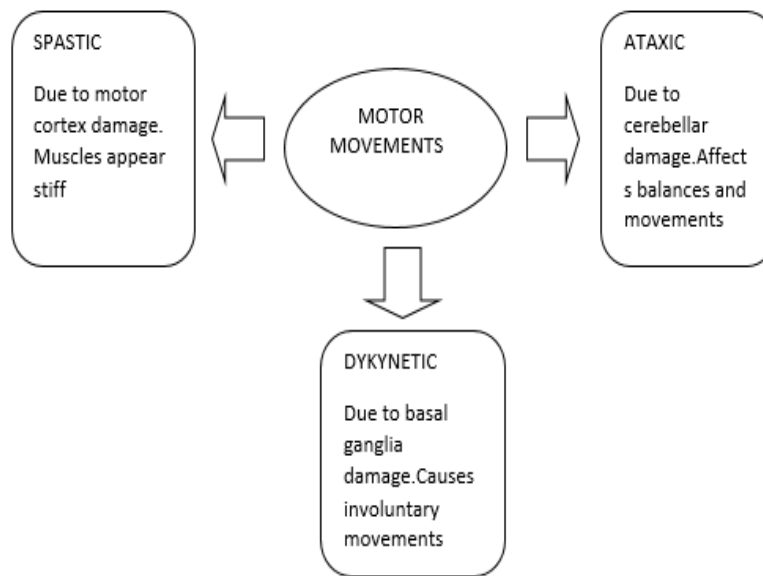 SPASTIC
Due to motor
cortex damage.
Muscles appear
stiff
MOTOR
MOVEMENTS
ATAXIC
Due to
cerebellar
damage.Affect
s balances and
movements
DYKYNETIC
Due to basal
ganglia
damage.Causes
involuntary
movements